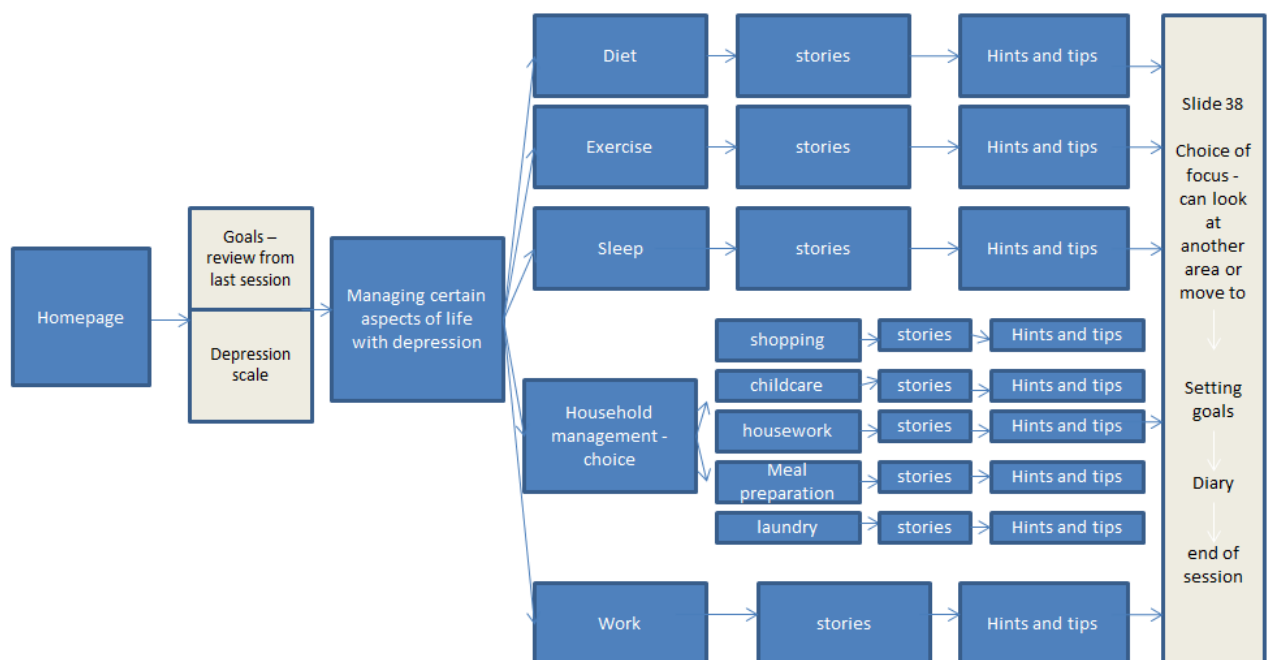 Homepage
Goals –
review from
last session
Depression
scale
Managing certain
aspects of life
with depression
Diet
stories
Hints and tips
Exercise
stories
Hints and tips
Sleep
stories
Hints and tips
Household
management -
choice
shopping
stories
Hints and tips
childcare
stories
Hints and tips
housework
stories
Hints and tips
Meal
preparation
stories
Hints and tips
laundry
stories
Hints and tips
Work
stories
Hints and tips
Slide 38
Choice of
focus -
can look
at
another
area or
move to
Setting
goals
Diary
end of
session